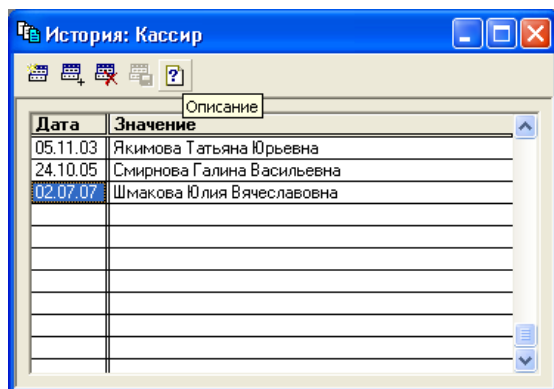 История: Кассир
Описание
Дата Значение
05.11.03 Якимова Татьяна Юрьевна
24.10.05 Смирнова Галина Васильевна
02.07.07 Шмакова Юлия Вячеславовна